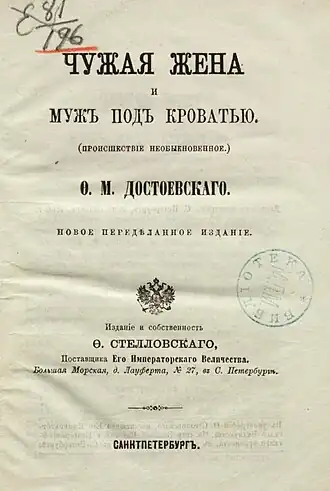 81
196
ЧУЖАЯ ЖЕНА
И
МУЖЪ ПОДЪ КРОВАТЬЮ.
(ПРОИСШЕСТВІЕ НЕОБЫКНОВЕННОЕ.)
Ѳ. М. ДОСТОЕВСКАГО.
НОВОЕ ПЕРЕДѢЛАННОЕ ИЗДАНІЕ.
БИБЛІОТЕКА
Изданіе и собственность
Ѳ. СТЕЛЛОВСКАГО,
Поставщика Его Императорскаго Величества.
Большая Морская, д. Лауферта, № 27, въ С. Петербургѣ.
САНКТПЕТЕРБУРГЪ.